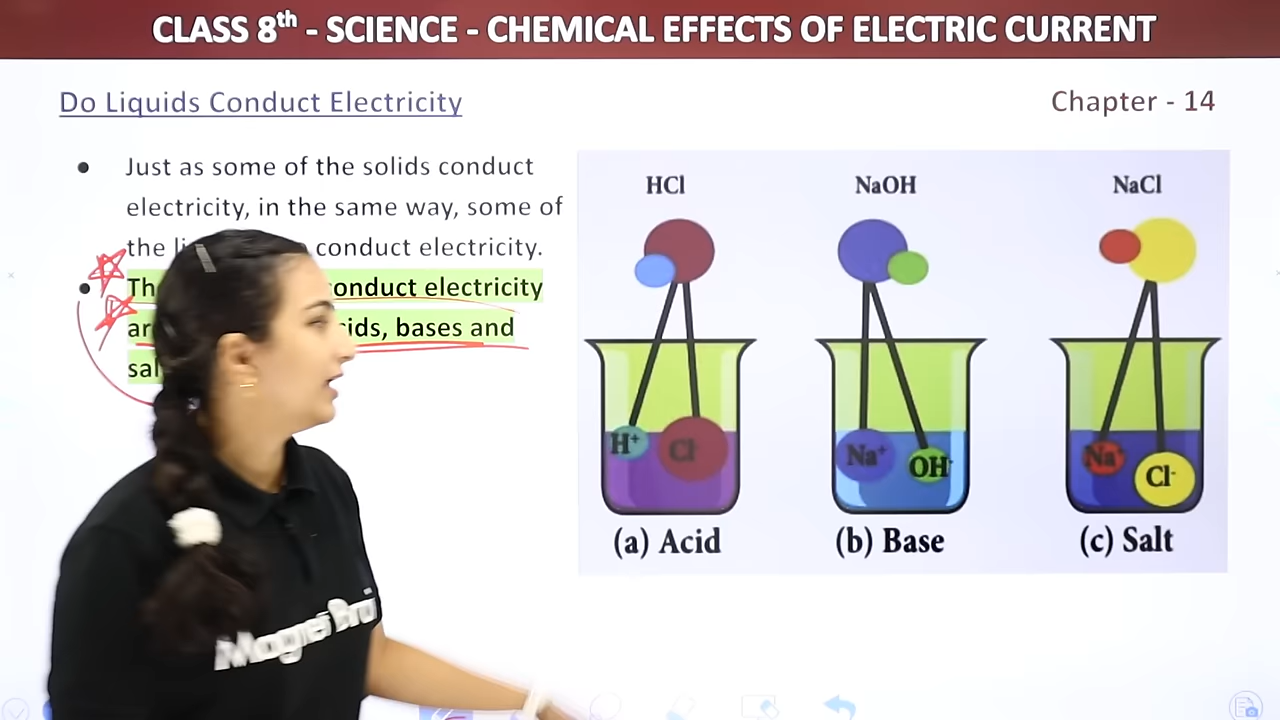 CLASS 8th - SCIENCE - CHEMICAL EFFECTS OF ELECTRIC CURRENT
Do Liquids Conduct Electricity
Chapter - 14
● Just as some of the solids conduct
electricity, in the same way, some of
the conduct electricity.
● conduct electricity
bases and
HCl
NaOH
NaCl
H⁺
Cl
Na⁺
OH⁻
Na⁺
Cl⁻
(a) Acid
(b) Base
(c) Salt